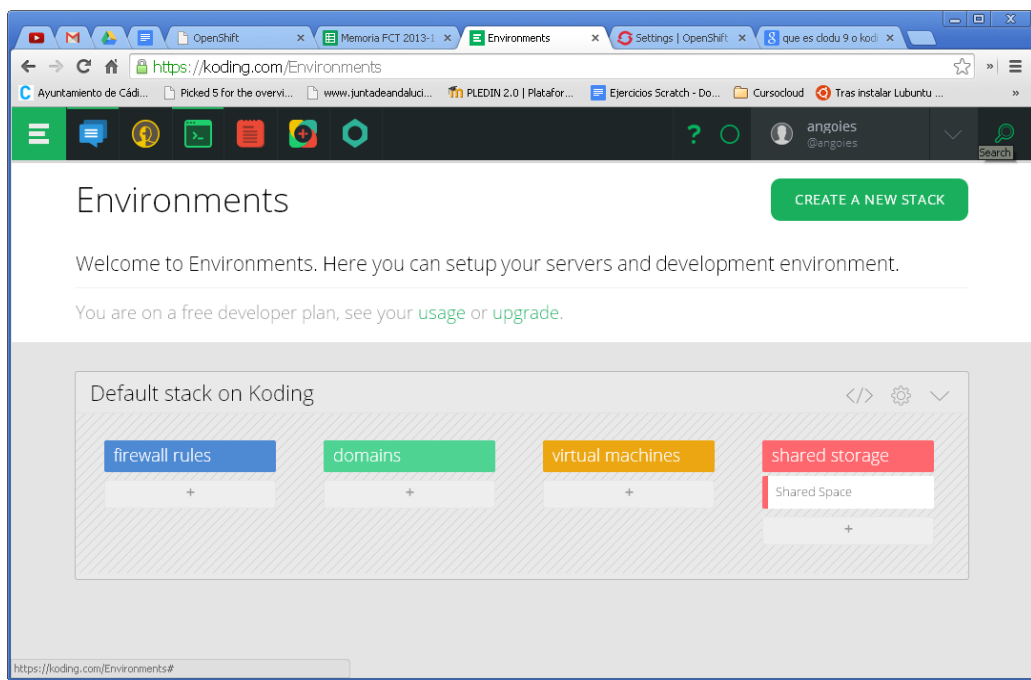 OpenShift
Memoria FCT 2013-1
Environments
Settings | OpenShift
que es clodu 9 o kodi
https://koding.com/Environments
Ayuntamiento de Cádi...
Picked 5 for the overvi...
www.juntadeandaluci...
PLEDIN 2.0 | Platafor...
Ejercicios Scratch - Do...
Cursocloud
Tras instalar Lubuntu ...
»
?
angoies
@angoies
Search
Environments
CREATE A NEW STACK
Welcome to Environments. Here you can setup your servers and development environment.
You are on a free developer plan, see your usage or upgrade.
Default stack on Koding
</>
firewall rules
domains
virtual machines
shared storage
+
+
+
Shared Space
+
https://koding.com/Environments#